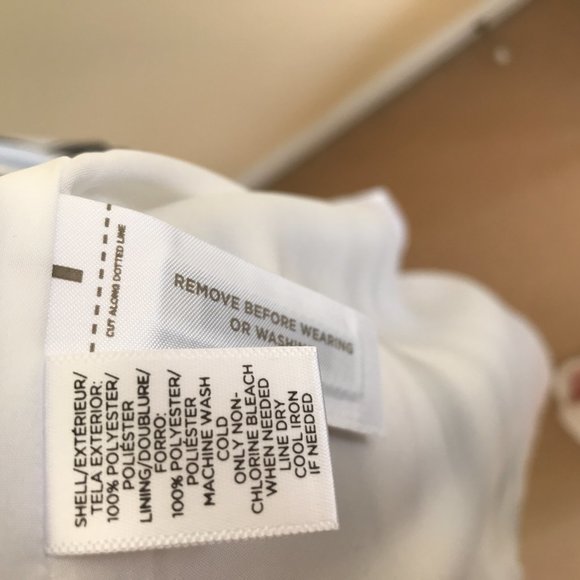 SHELL/EXTÉRIEUR/
TELA EXTERIOR:
100% POLYESTER/
POLIÉSTER
LINING/DOUBLURE/
FORRO:
100% POLYESTER/
POLIÉSTER
MACHINE WASH
COLD
ONLY NON-
CHLORINE BLEACH
WHEN NEEDED
LINE DRY
COOL IRON
IF NEEDED
CUT ALONG DOTTED LINE
REMOVE BEFORE WEARING
OR